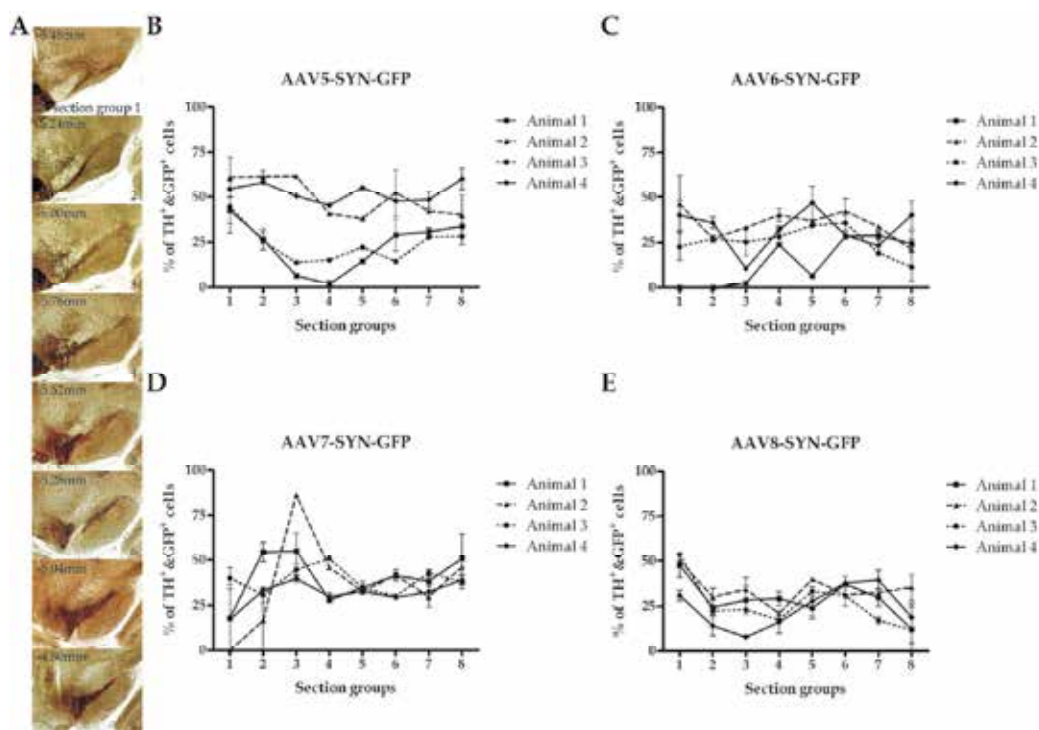 A
section group 1
-5.52mm
B
AAV5-SYN-GFP
% of TH⁺ &GFP⁺ cells
100
75
50
25
0
1 2 3 4 5 6 7 8
Section groups
Animal 1
Animal 2
Animal 3
Animal 4
C
AAV6-SYN-GFP
% of TH⁺ &GFP⁺ cells
100
75
50
25
0
1 2 3 4 5 6 7 8
Section groups
Animal 1
Animal 2
Animal 3
Animal 4
D
AAV7-SYN-GFP
% of TH⁺ &GFP⁺ cells
100
75
50
25
0
1 2 3 4 5 6 7 8
Section groups
Animal 1
Animal 2
Animal 3
Animal 4
E
AAV8-SYN-GFP
% of TH⁺ &GFP⁺ cells
100
75
50
25
0
1 2 3 4 5 6 7 8
Section groups
Animal 1
Animal 2
Animal 3
Animal 4